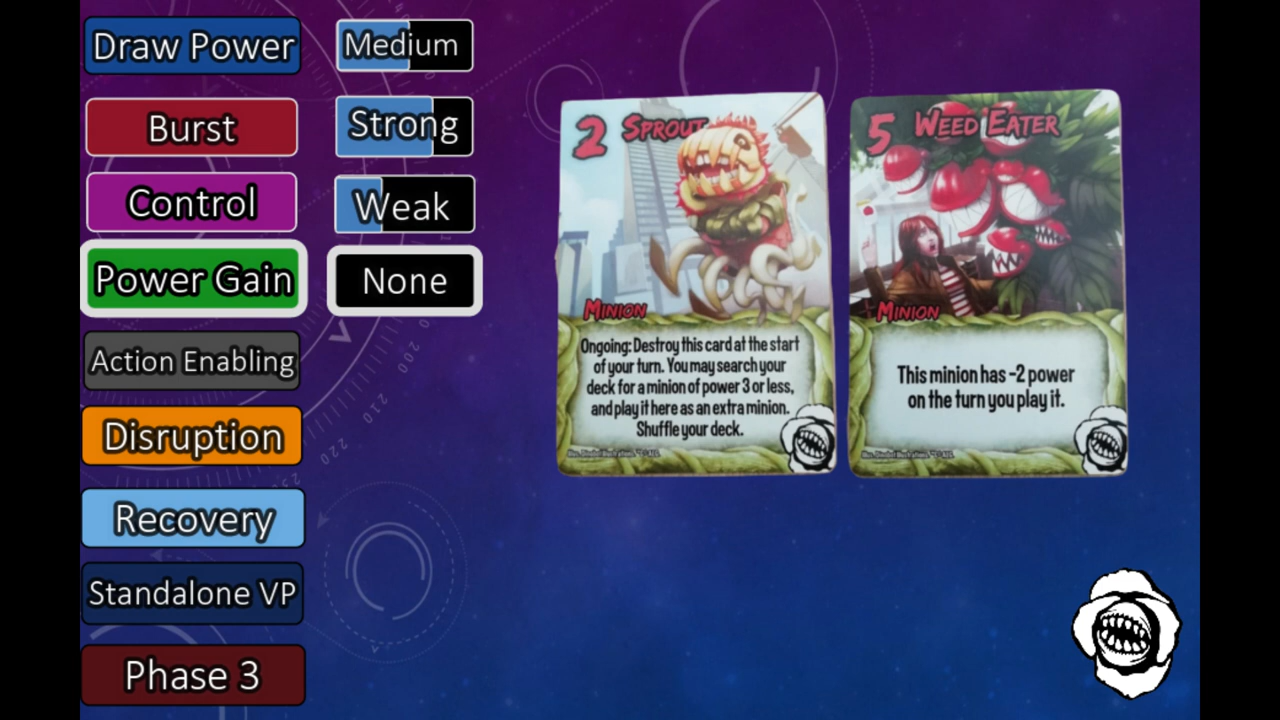 Draw Power
Medium
Burst
Strong
Control
Weak
Power Gain
None
Action Enabling
Disruption
Recovery
Standalone VP
Phase 3
2 SPROUT
MINION
Ongoing: Destroy this card at the start
of your turn. You may search your
deck for a minion of power 3 or less,
and play it here as an extra minion.
Shuffle your deck.
5 WEED EATER
MINION
This minion has -2 power
on the turn you play it.